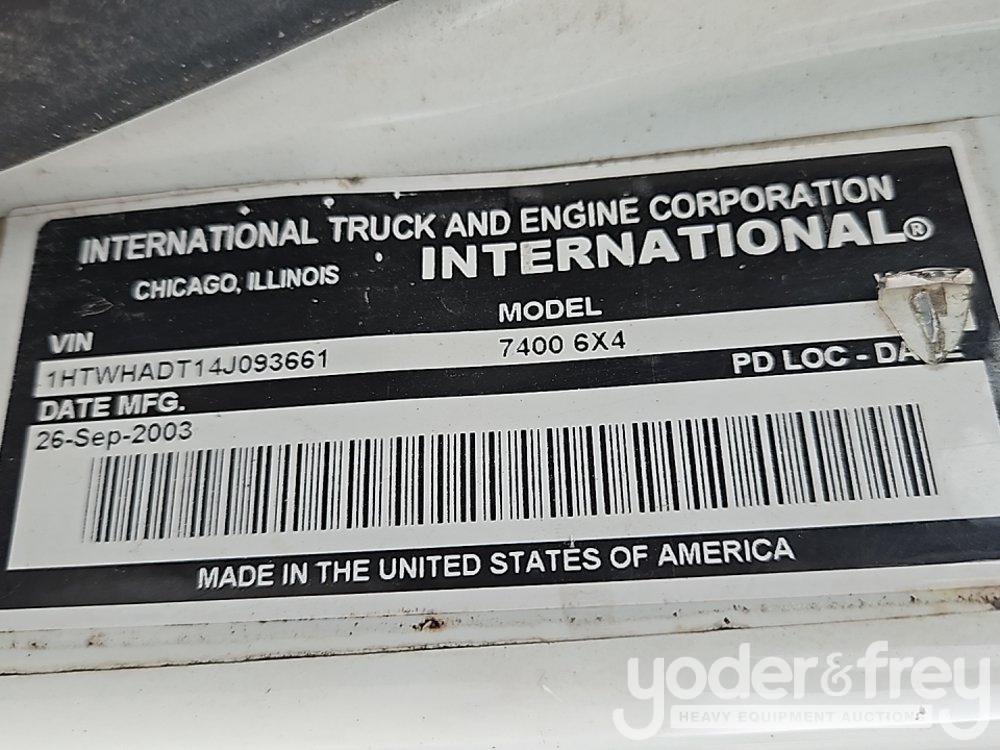 INTERNATIONAL TRUCK AND ENGINE CORPORATION
CHICAGO, ILLINOIS INTERNATIONAL®
VIN MODEL
1HTWHADT14J093661 7400 6X4
DATE MFG. PD LOC -
26-Sep-2003
MADE IN THE UNITED STATES OF AMERICA
yoder&frey
HEAVY EQUIPMENT AUCTIONS